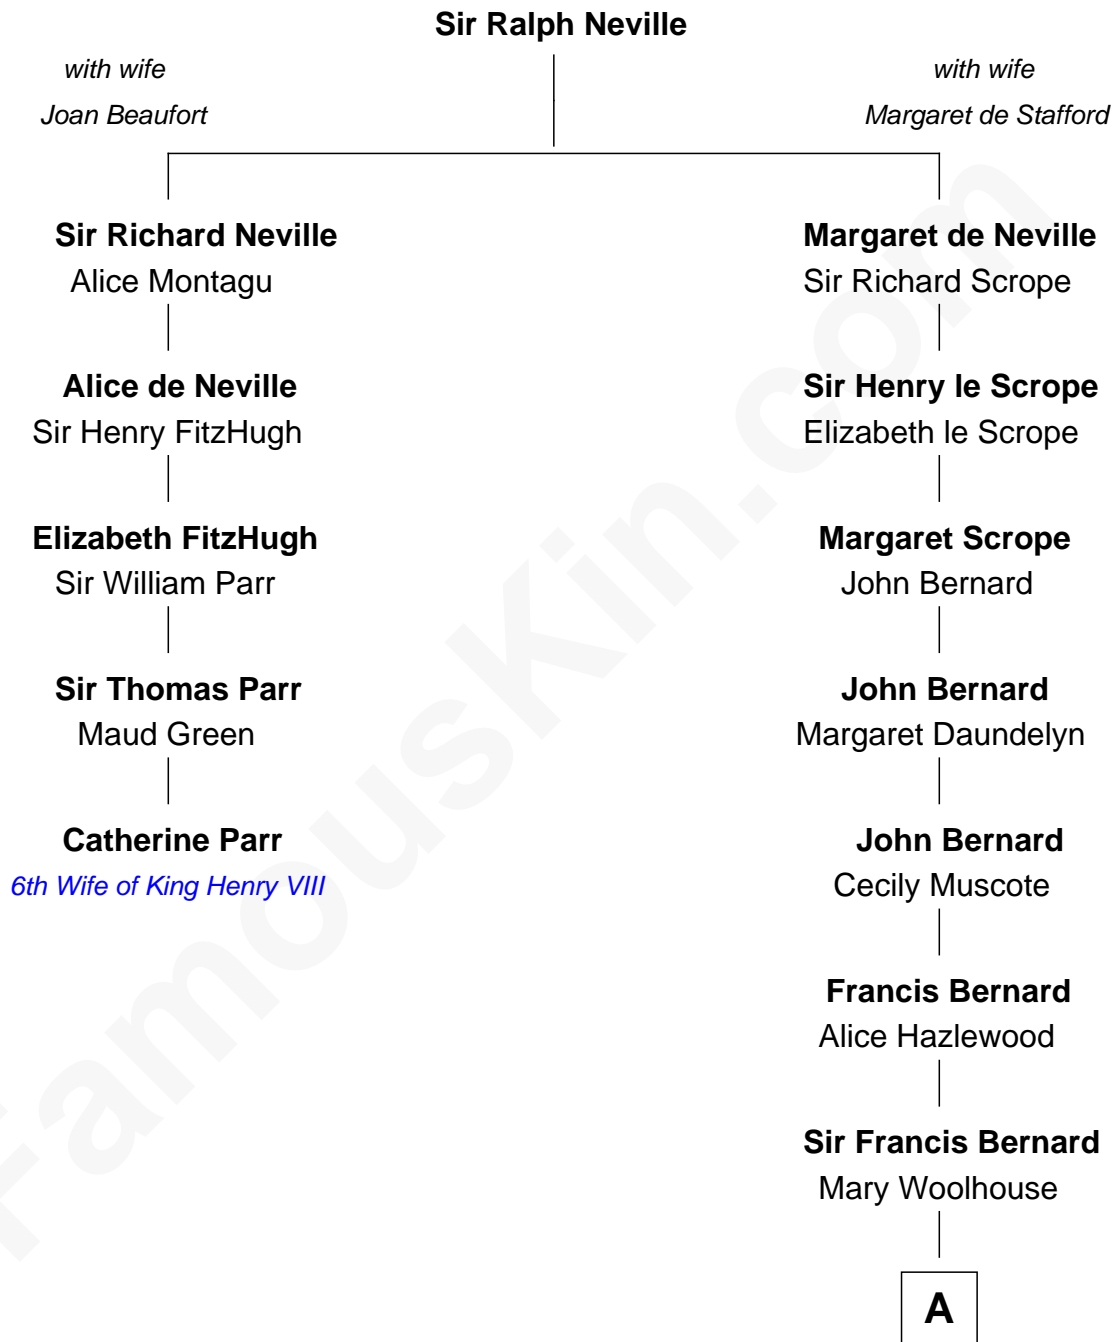 Sir Ralph Neville
with wife
Joan Beaufort
with wife
Margaret de Stafford
Sir Richard Neville
Alice Montagu
Alice de Neville
Sir Henry FitzHugh
Elizabeth FitzHugh
Sir William Parr
Sir Thomas Parr
Maud Green
Catherine Parr
6th Wife of King Henry VIII
Margaret de Neville
Sir Richard Scrope
Sir Henry le Scrope
Elizabeth le Scrope
Margaret Scrope
John Bernard
John Bernard
Margaret Daundelyn
John Bernard
Cecily Muscote
Francis Bernard
Alice Hazlewood
Sir Francis Bernard
Mary Woolhouse
A
FamousKin.com